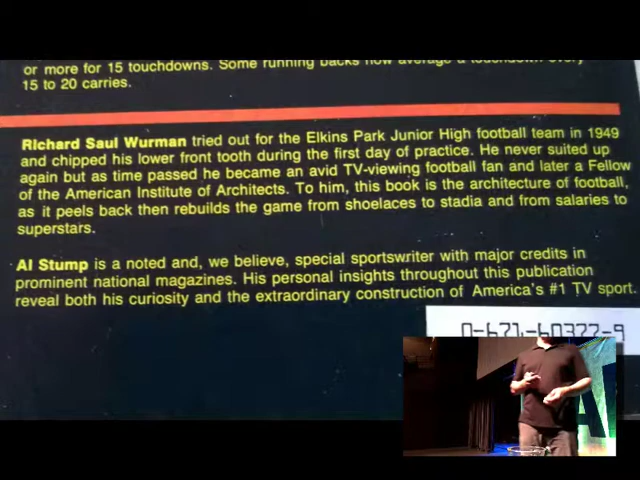 or more for 15 touchdowns. Some running backs now average a touchdown every
15 to 20 carries.
Richard Saul Wurman tried out for the Elkins Park Junior High football team in 1949
and chipped his lower front tooth during the first day of practice. He never suited up
again but as time passed he became an avid TV-viewing football fan and later a Fellow
of the American Institute of Architects. To him, this book is the architecture of football,
as it peels back then rebuilds the game from shoelaces to stadia and from salaries to
superstars.
Al Stump is a noted and, we believe, special sportswriter with major credits in
prominent national magazines. His personal insights throughout this publication
reveal both his curiosity and the extraordinary construction of America's #1 TV sport.
0-671-60377-9